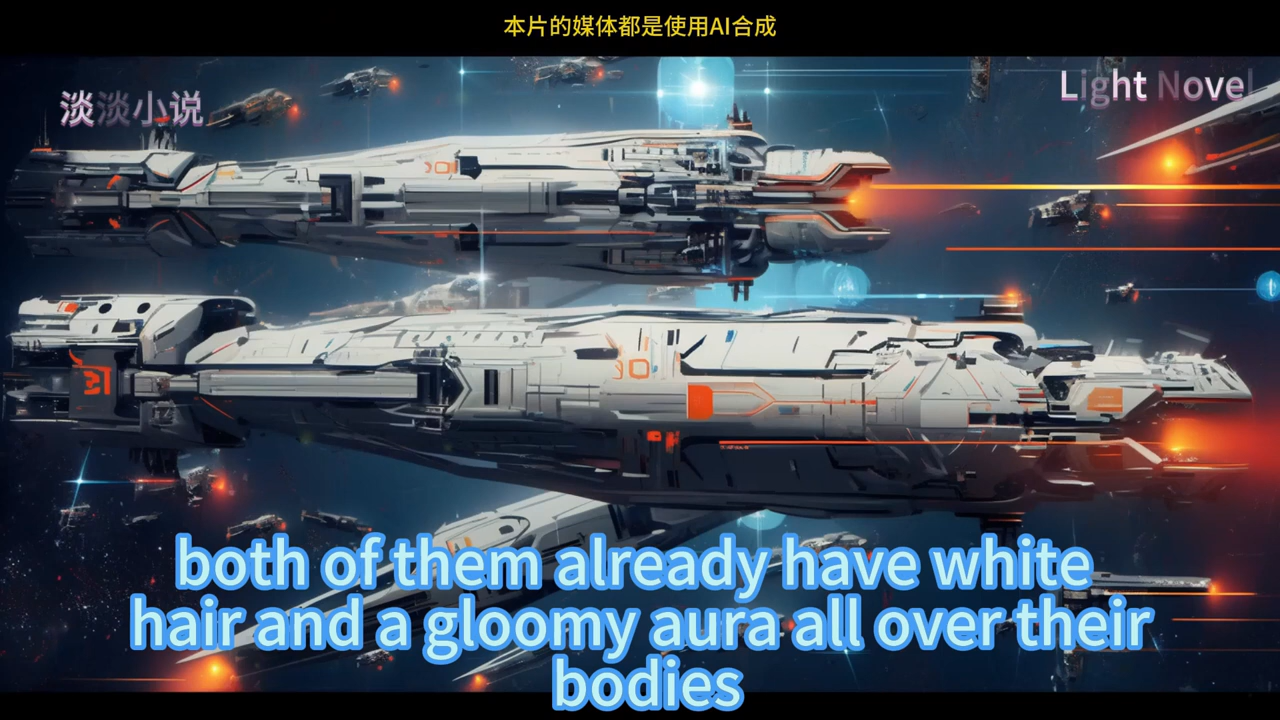 本片的媒体都是使用AI合成
淡淡小说
Light Novel
both of them already have white
hair and a gloomy aura all over their
bodies